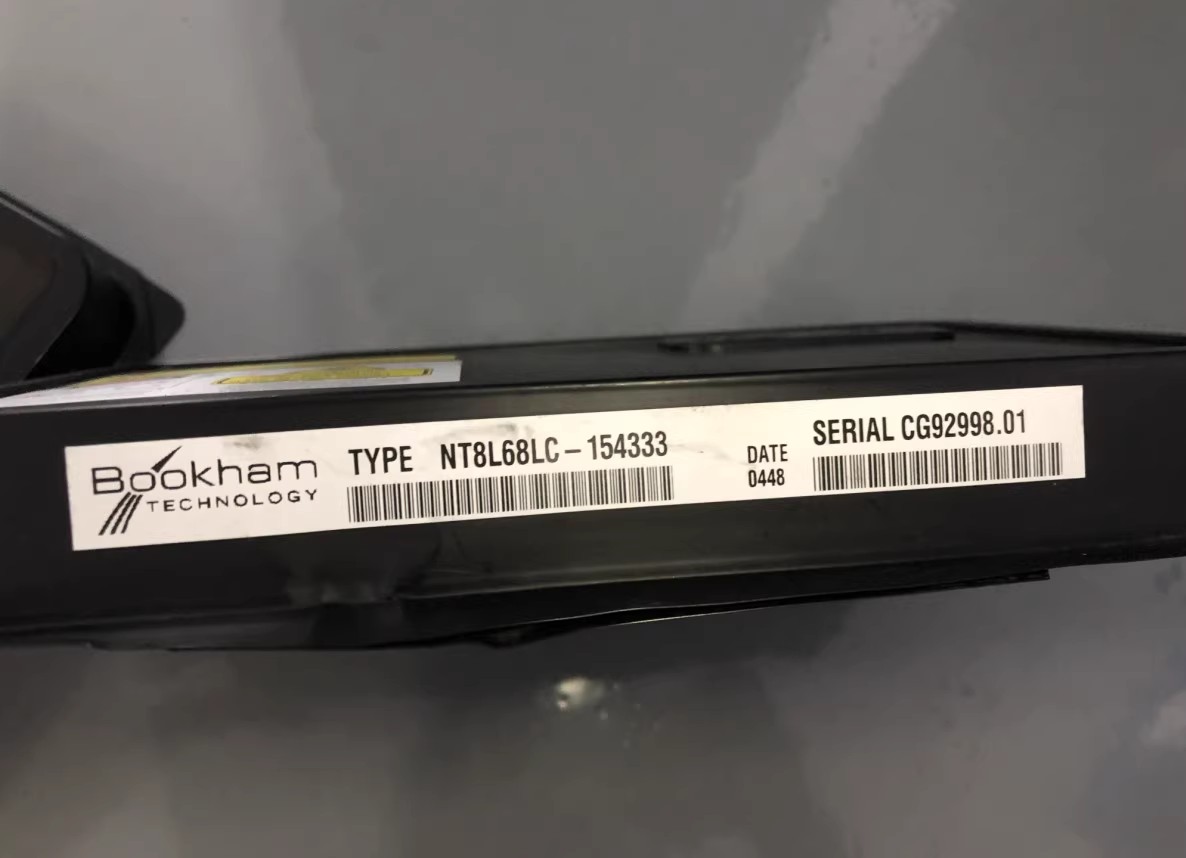 Bookham
TECHNOLOGY
TYPE NT8L68LC-154333
DATE
0448
SERIAL CG92998.01